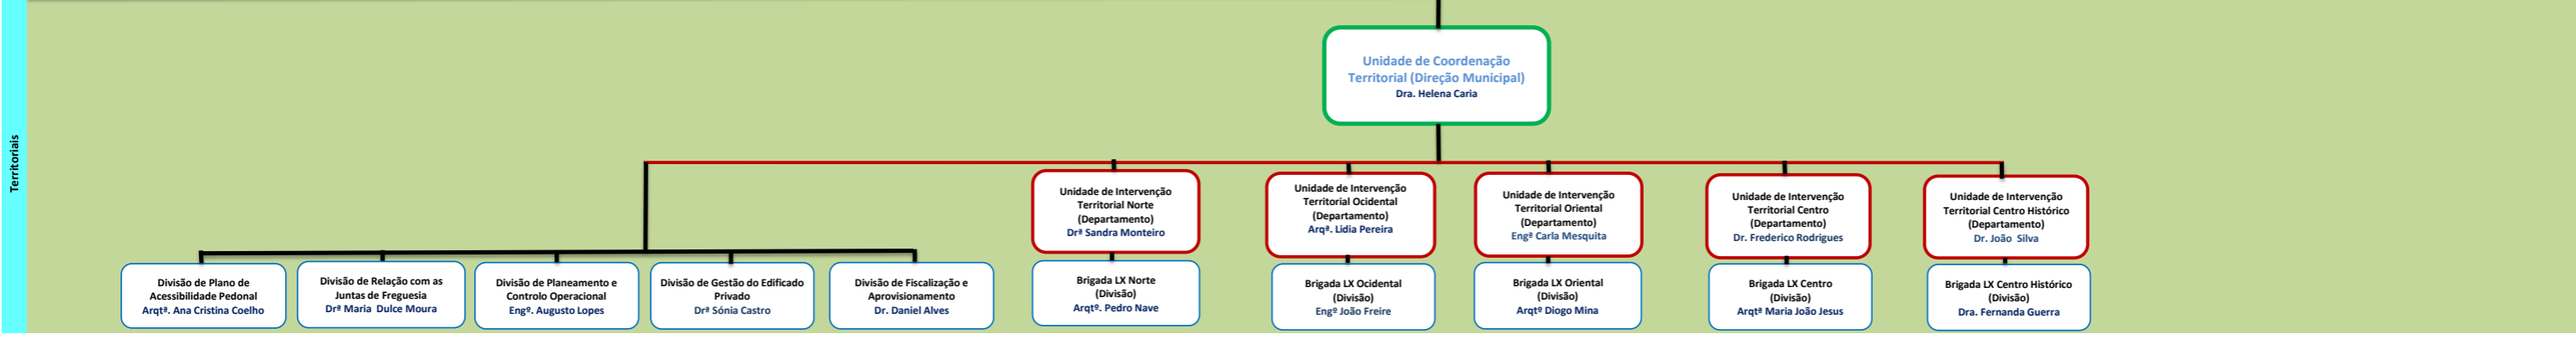 Territoriais
Unidade de Coordenação
Territorial (Direção Municipal)
Dra. Helena Caria
Unidade de Intervenção
Territorial Norte
(Departamento)
Drª Sandra Monteiro
Unidade de Intervenção
Territorial Ocidental
(Departamento)
Arqª. Lidia Pereira
Unidade de Intervenção
Territorial Oriental
(Departamento)
Engª Carla Mesquita
Unidade de Intervenção
Territorial Centro
(Departamento)
Dr. Frederico Rodrigues
Unidade de Intervenção
Territorial Centro Histórico
(Departamento)
Dr. João Silva
Divisão de Plano de
Acessibilidade Pedonal
Arqtª. Ana Cristina Coelho
Divisão de Relação com as
Juntas de Freguesia
Drª Maria Dulce Moura
Divisão de Planeamento e
Controlo Operacional
Engº. Augusto Lopes
Divisão de Gestão do Edificado
Privado
Drª Sónia Castro
Divisão de Fiscalização e
Aprovisionamento
Dr. Daniel Alves
Brigada LX Norte
(Divisão)
Arqtº. Pedro Nave
Brigada LX Ocidental
(Divisão)
Engº João Freire
Brigada LX Oriental
(Divisão)
Arqtº Diogo Mina
Brigada LX Centro
(Divisão)
Arqtª Maria João Jesus
Brigada LX Centro Histórico
(Divisão)
Dra. Fernanda Guerra